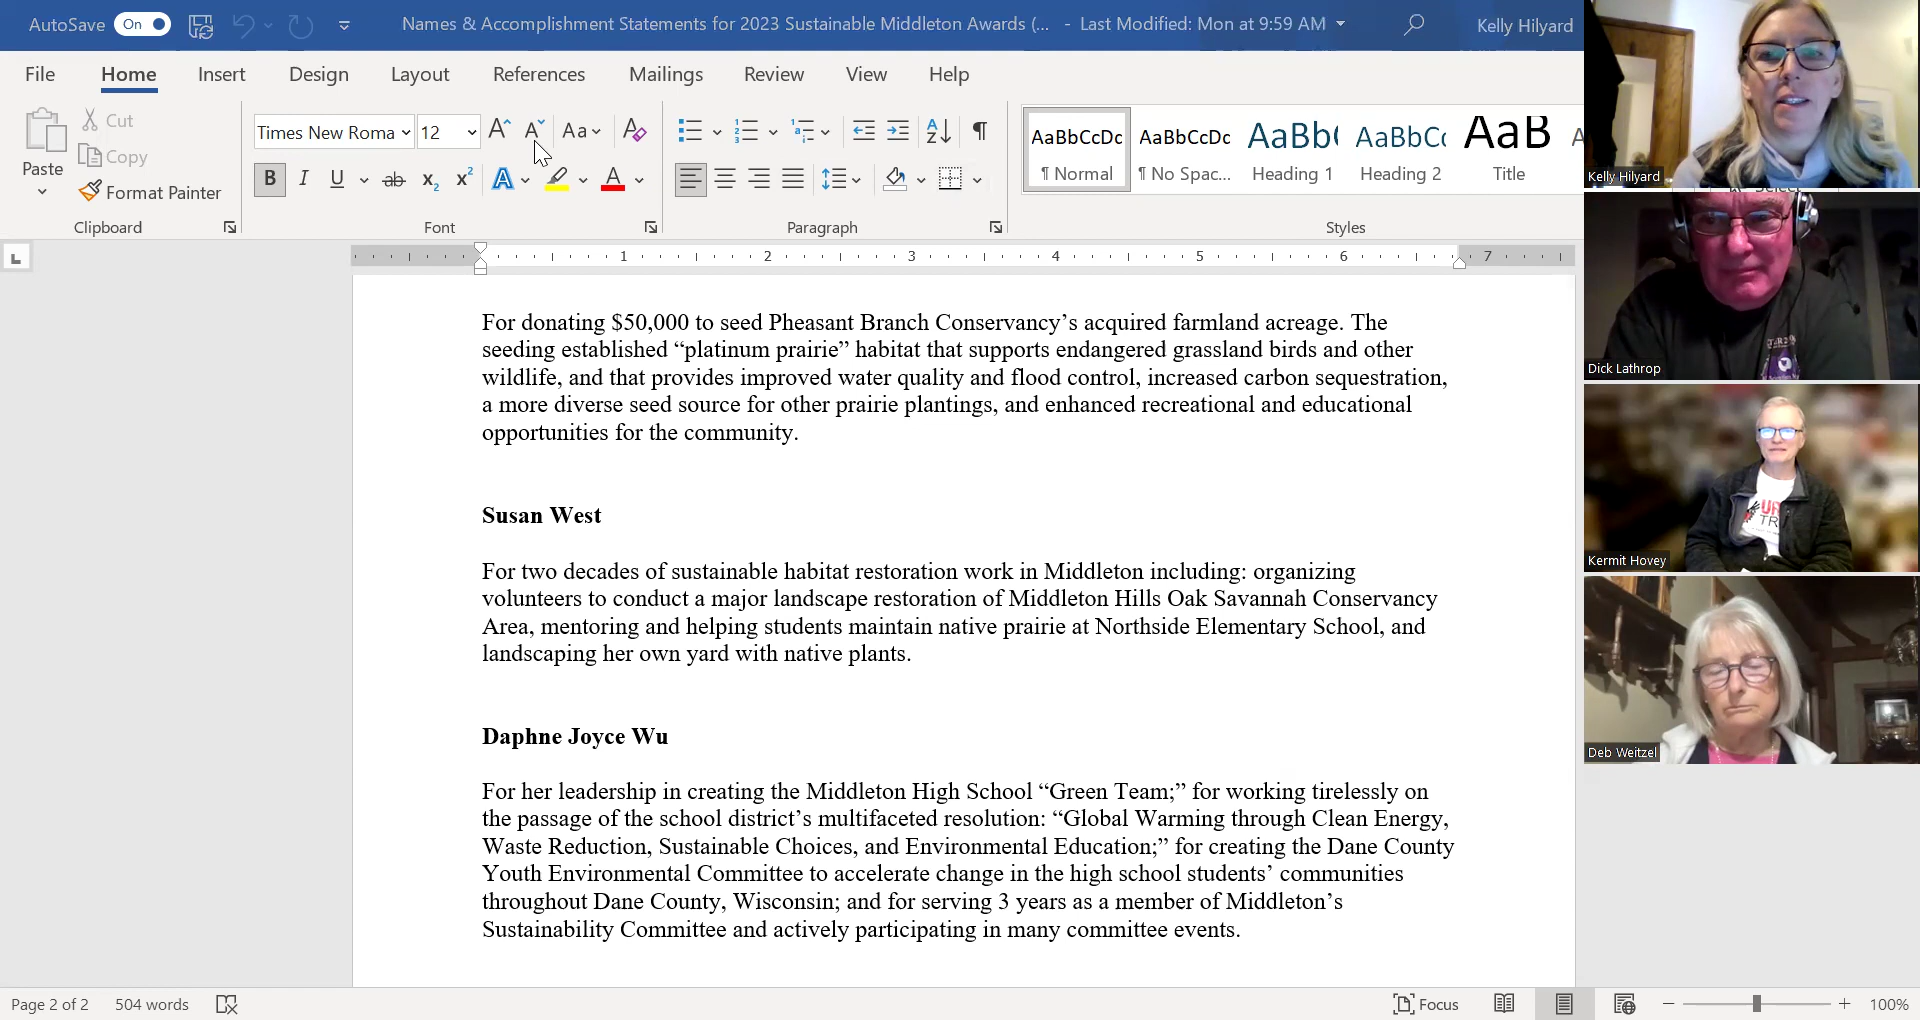 AutoSave On Names & Accomplishment Statements for 2023 Sustainable Middleton Awards (... - Last Modified: Mon at 9:59 AM Kelly Hilyard
File Home Insert Design Layout References Mailings Review View Help
Paste
Cut
Copy
Format Painter
Clipboard
Times New Roma 12
Aa
B I U ab x2 x2 A A
Font
Paragraph
AaBbCcDc AaBbCcDc AaBb( AaBbC( AaB
¶ Normal ¶ No Spac... Heading 1 Heading 2 Title
Styles
1 2 3 4 5 6 7
For donating $50,000 to seed Pheasant Branch Conservancy’s acquired farmland acreage. The
seeding established “platinum prairie” habitat that supports endangered grassland birds and other
wildlife, and that provides improved water quality and flood control, increased carbon sequestration,
a more diverse seed source for other prairie plantings, and enhanced recreational and educational
opportunities for the community.
Susan West
For two decades of sustainable habitat restoration work in Middleton including: organizing
volunteers to conduct a major landscape restoration of Middleton Hills Oak Savannah Conservancy
Area, mentoring and helping students maintain native prairie at Northside Elementary School, and
landscaping her own yard with native plants.
Daphne Joyce Wu
For her leadership in creating the Middleton High School “Green Team;” for working tirelessly on
the passage of the school district’s multifaceted resolution: “Global Warming through Clean Energy,
Waste Reduction, Sustainable Choices, and Environmental Education;” for creating the Dane County
Youth Environmental Committee to accelerate change in the high school students’ communities
throughout Dane County, Wisconsin; and for serving 3 years as a member of Middleton’s
Sustainability Committee and actively participating in many committee events.
Page 2 of 2 504 words Focus 100%
Kelly Hilyard
Dick Lathrop
Kermit Hovey
Deb Weitzel